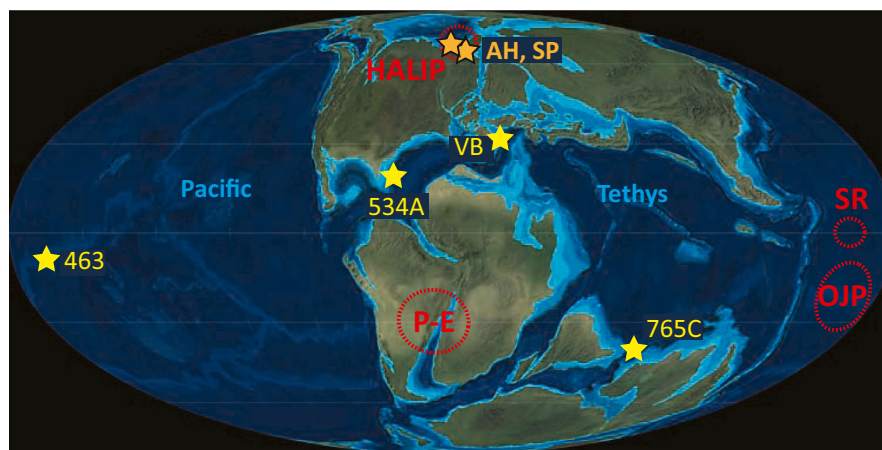 AH, SP
HALIP
VB
Pacific
534A
Tethys
SR
463
OJP
P-E
765C